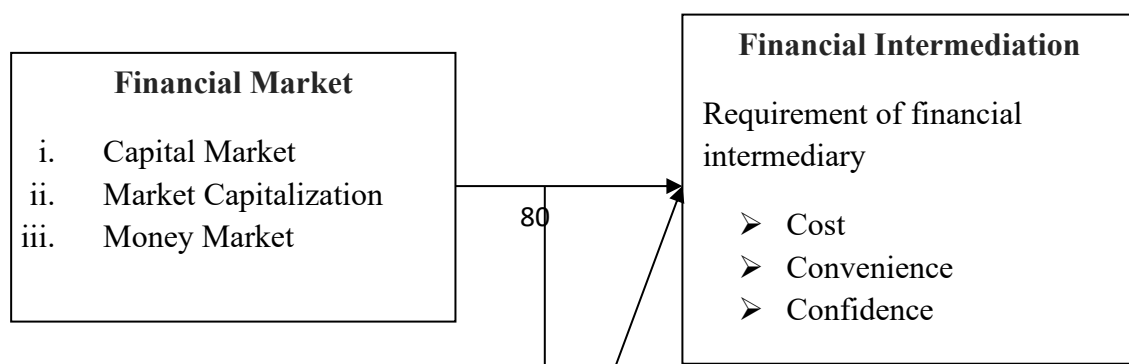 Financial Market
i. Capital Market
ii. Market Capitalization
iii. Money Market
80
Financial Intermediation
Requirement of financial
intermediary
➢ Cost
➢ Convenience
➢ Confidence